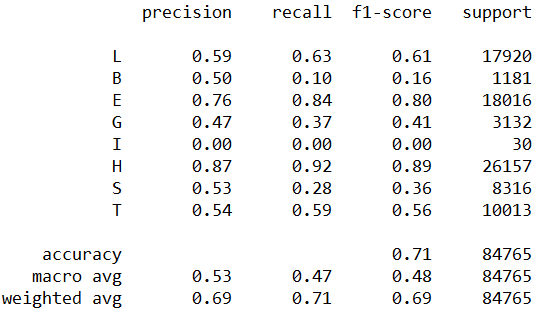 precision recall f1-score support
L 0.59 0.63 0.61 17920
B 0.50 0.10 0.16 1181
E 0.76 0.84 0.80 18016
G 0.47 0.37 0.41 3132
I 0.00 0.00 0.00 30
H 0.87 0.92 0.89 26157
S 0.53 0.28 0.36 8316
T 0.54 0.59 0.56 10013
accuracy 0.71 84765
macro avg 0.53 0.47 0.48 84765
weighted avg 0.69 0.71 0.69 84765